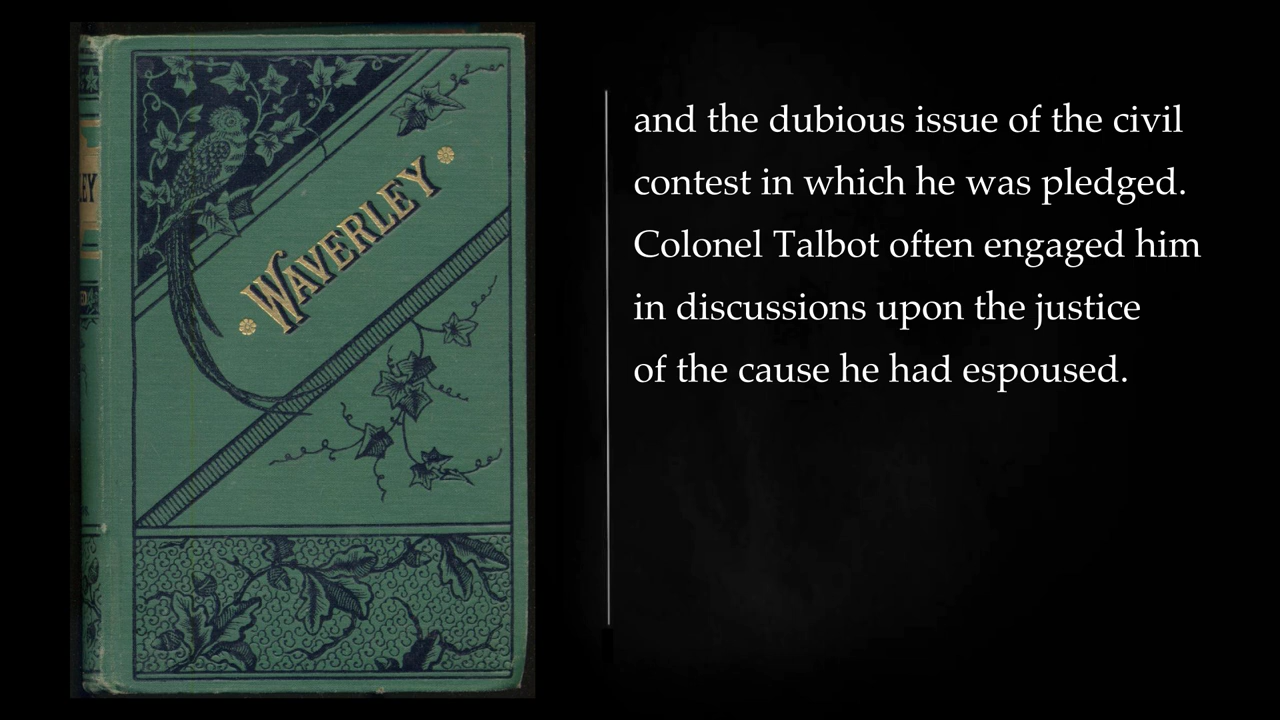 WAVERLEY
and the dubious issue of the civil
contest in which he was pledged.
Colonel Talbot often engaged him
in discussions upon the justice
of the cause he had espoused.